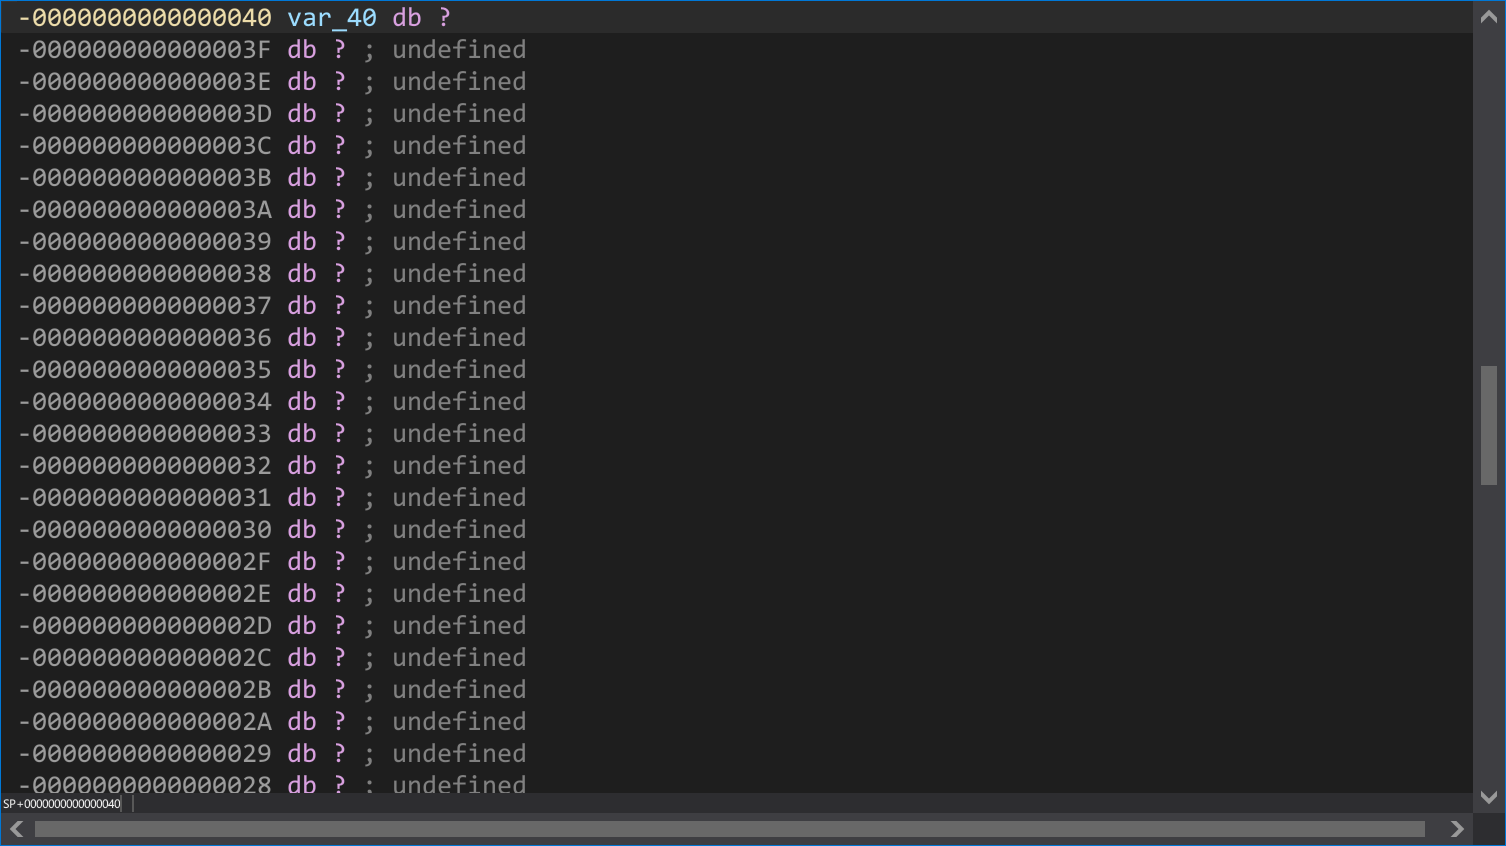 -0000000000000040 var_40 db ?
-000000000000003F db ? ; undefined
-000000000000003E db ? ; undefined
-000000000000003D db ? ; undefined
-000000000000003C db ? ; undefined
-000000000000003B db ? ; undefined
-000000000000003A db ? ; undefined
-0000000000000039 db ? ; undefined
-0000000000000038 db ? ; undefined
-0000000000000037 db ? ; undefined
-0000000000000036 db ? ; undefined
-0000000000000035 db ? ; undefined
-0000000000000034 db ? ; undefined
-0000000000000033 db ? ; undefined
-0000000000000032 db ? ; undefined
-0000000000000031 db ? ; undefined
-0000000000000030 db ? ; undefined
-000000000000002F db ? ; undefined
-000000000000002E db ? ; undefined
-000000000000002D db ? ; undefined
-000000000000002C db ? ; undefined
-000000000000002B db ? ; undefined
-000000000000002A db ? ; undefined
-0000000000000029 db ? ; undefined
-0000000000000028 db ? ; undefined
SP+0000000000000040